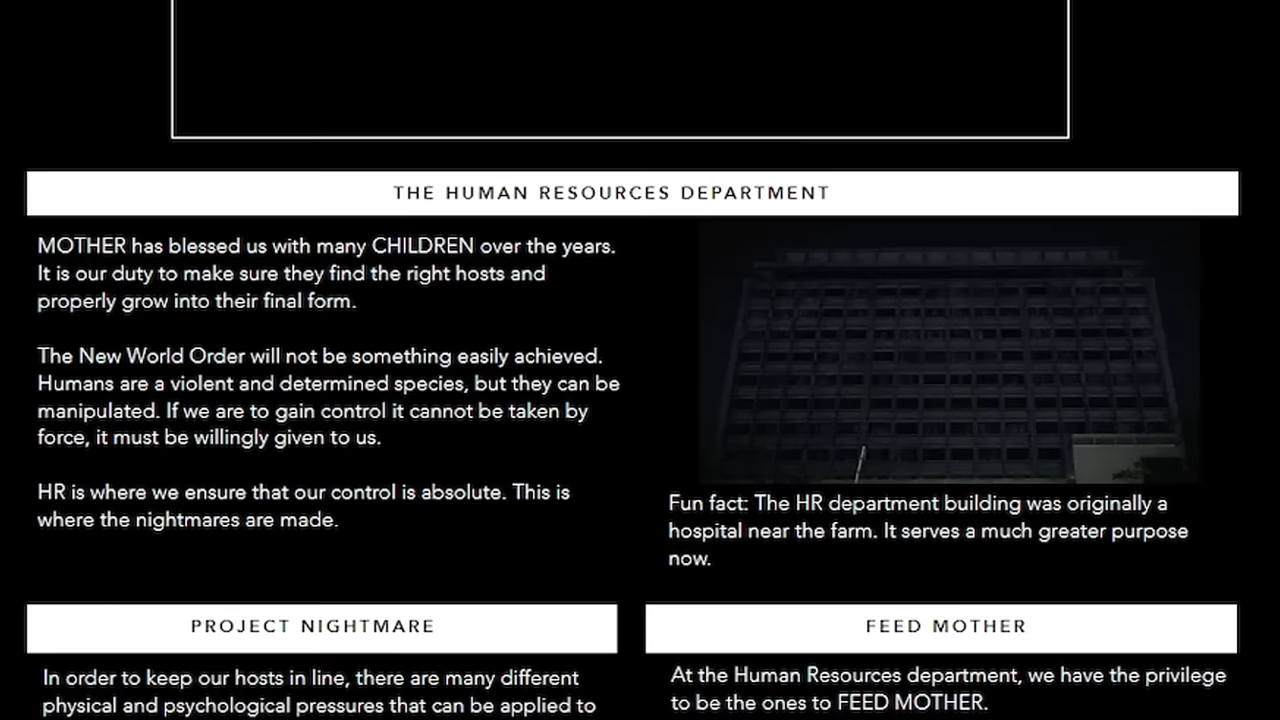 THE HUMAN RESOURCES DEPARTMENT
MOTHER has blessed us with many CHILDREN over the years.
It is our duty to make sure they find the right hosts and
properly grow into their final form.
The New World Order will not be something easily achieved.
Humans are a violent and determined species, but they can be
manipulated. If we are to gain control it cannot be taken by
force, it must be willingly given to us.
HR is where we ensure that our control is absolute. This is
where the nightmares are made.
Fun fact: The HR department building was originally a
hospital near the farm. It serves a much greater purpose
now.
PROJECT NIGHTMARE
In order to keep our hosts in line, there are many different
physical and psychological pressures that can be applied to
FEED MOTHER
At the Human Resources department, we have the privilege
to be the ones to FEED MOTHER.